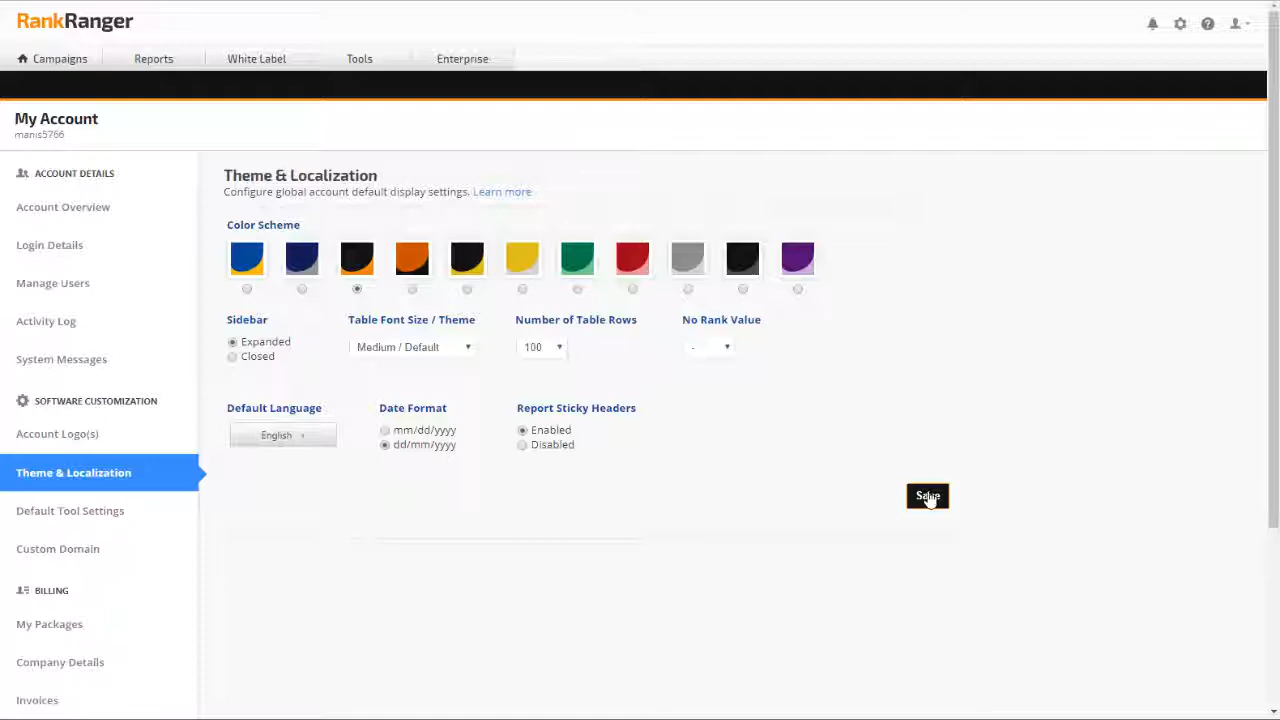 RankRanger
Campaigns
Reports
White Label
Tools
Enterprise
My Account
manis5766
ACCOUNT DETAILS
Account Overview
Login Details
Manage Users
Activity Log
System Messages
SOFTWARE CUSTOMIZATION
Account Logo(s)
Theme & Localization
Default Tool Settings
Custom Domain
BILLING
My Packages
Company Details
Invoices
Theme & Localization
Configure global account default display settings. Learn more
Color Scheme
Sidebar
Expanded
Closed
Table Font Size / Theme
Medium / Default
Number of Table Rows
100
No Rank Value
-
Default Language
English
Date Format
mm/dd/yyyy
dd/mm/yyyy
Report Sticky Headers
Enabled
Disabled
Save